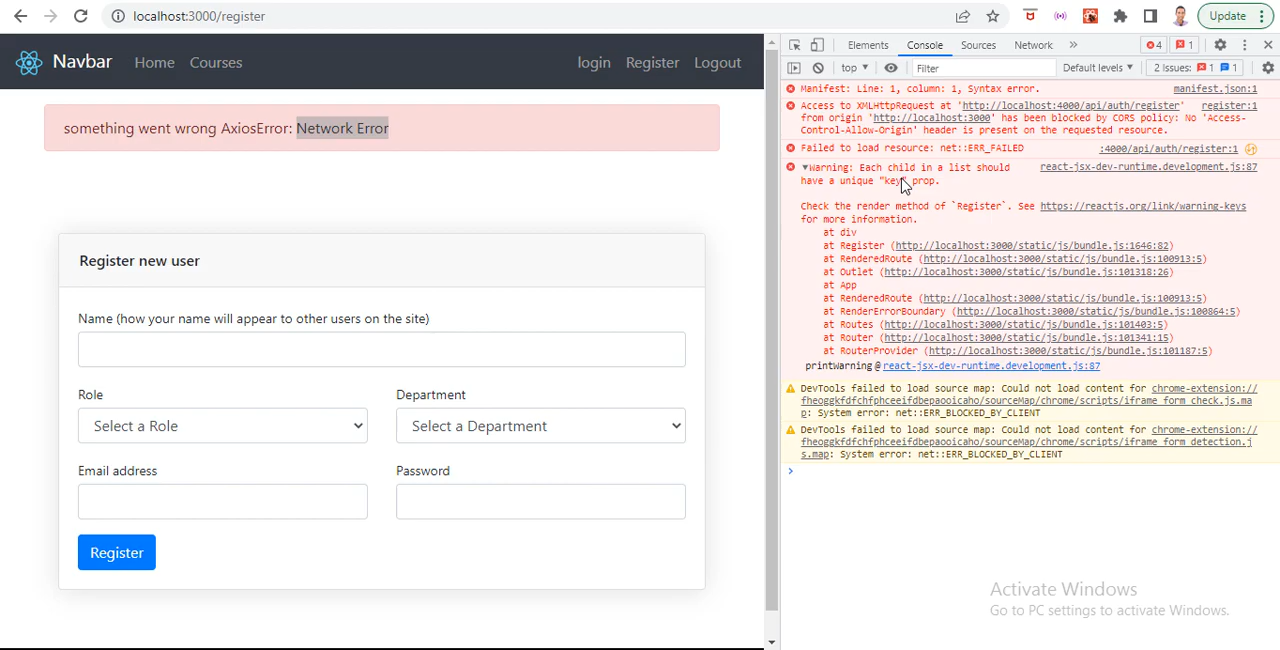 localhost:3000/register
Update
Navbar
Home
Courses
login
Register
Logout
something went wrong AxiosError: Network Error
Register new user
Name (how your name will appear to other users on the site)
Role
Department
Select a Role
Select a Department
Email address
Password
Register
Elements
Console
Sources
Network
»
4
1
top
Filter
Default levels
2 Issues:
1
1
Manifest: Line: 1, column: 1, Syntax error.
manifest.json:1
Access to XMLHttpRequest at 'http://localhost:4000/api/auth/register'
register:1
from origin 'http://localhost:3000' has been blocked by CORS policy: No 'Access-
Control-Allow-Origin' header is present on the requested resource.
Failed to load resource: net::ERR_FAILED
:4000/api/auth/register:1
Warning: Each child in a list should
react-jsx-dev-runtime.development.js:87
have a unique "key" prop.
Check the render method of `Register`. See https://reactjs.org/link/warning-keys
for more information.
at div
at Register (http://localhost:3000/static/js/bundle.js:1646:82)
at RenderedRoute (http://localhost:3000/static/js/bundle.js:100913:5)
at Outlet (http://localhost:3000/static/js/bundle.js:101318:26)
at App
at RenderedRoute (http://localhost:3000/static/js/bundle.js:100913:5)
at RenderErrorBoundary (http://localhost:3000/static/js/bundle.js:100864:5)
at Routes (http://localhost:3000/static/js/bundle.js:101403:5)
at Router (http://localhost:3000/static/js/bundle.js:101341:15)
at RouterProvider (http://localhost:3000/static/js/bundle.js:101187:5)
printWarning @ react-jsx-dev-runtime.development.js:87
DevTools failed to load source map: Could not load content for chrome-extension://
fheoggkfdfchfphceeifdbepaooicaho/sourceMap/chrome/scripts/iframe_form_check.js.ma
p: System error: net::ERR_BLOCKED_BY_CLIENT
DevTools failed to load source map: Could not load content for chrome-extension://
fheoggkfdfchfphceeifdbepaooicaho/sourceMap/chrome/scripts/iframe_form_detection.j
s.map: System error: net::ERR_BLOCKED_BY_CLIENT
Activate Windows
Go to PC settings to activate Windows.